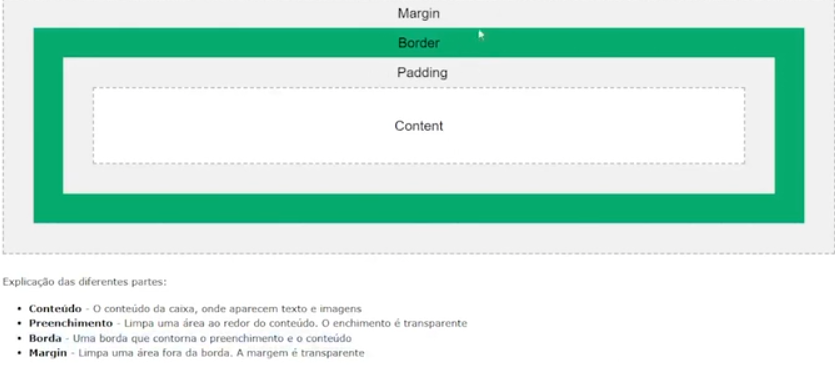 Margin
Border
Padding
Content
Explicação das diferentes partes:
• Conteúdo - O conteúdo da caixa, onde aparecem texto e imagens
• Preenchimento - Limpa uma área ao redor do conteúdo. O enchimento é transparente
• Borda - Uma borda que contorna o preenchimento e o conteúdo
• Margin - Limpa uma área fora da borda. A margem é transparente